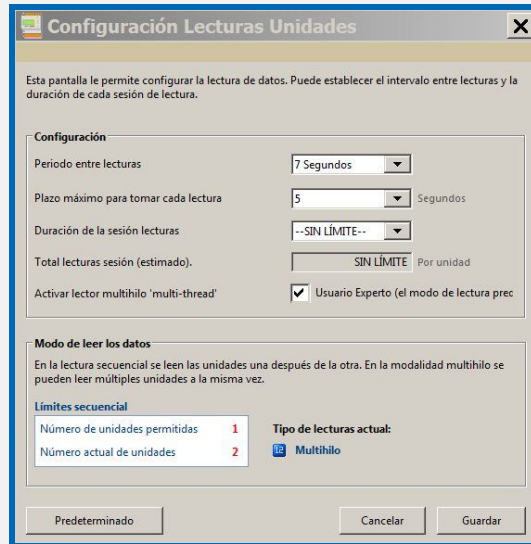 Configuración Lecturas Unidades
Esta pantalla le permite configurar la lectura de datos. Puede establecer el intervalo entre lecturas y la
duración de cada sesión de lectura.
Configuración
Periodo entre lecturas 7 Segundos
Plazo máximo para tomar cada lectura 5 Segundos
Duración de la sesión lecturas --SIN LÍMITE--
Total lecturas sesión (estimado). SIN LÍMITE Por unidad
Activar lector multihilo 'multi-thread' Usuario Experto (el modo de lectura prec
Modo de leer los datos
En la lectura secuencial se leen las unidades una después de la otra. En la modalidad multihilo se
pueden leer múltiples unidades a la misma vez.
Límites secuencial
Número de unidades permitidas 1 Tipo de lecturas actual:
Número actual de unidades 2 12 Multihilo
Predeterminado Cancelar Guardar